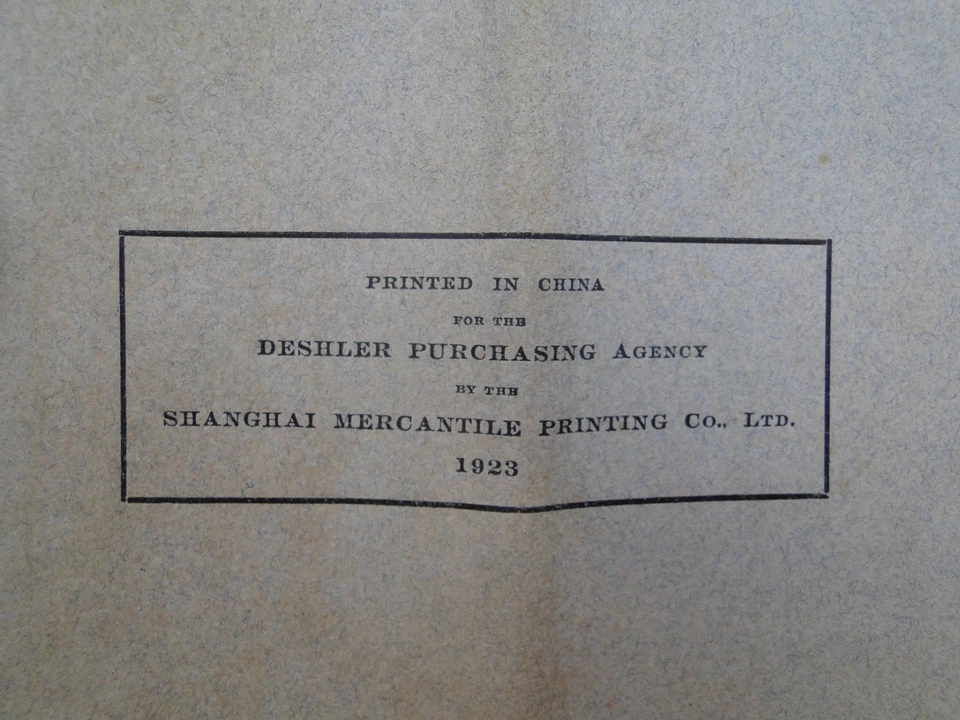 PRINTED IN CHINA
FOR THE
DESHLER PURCHASING AGENCY
BY THE
SHANGHAI MERCANTILE PRINTING CO., LTD.
1923